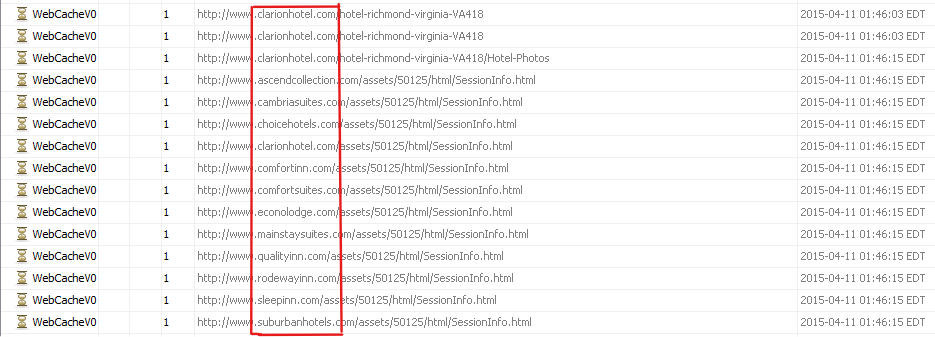 WebCacheV0 1 http://www.clarionhotel.com/hotel-richmond-virginia-VA418 2015-04-11 01:46:03 EDT
WebCacheV0 1 http://www.clarionhotel.com/hotel-richmond-virginia-VA418 2015-04-11 01:46:03 EDT
WebCacheV0 1 http://www.clarionhotel.com/hotel-richmond-virginia-VA418/Hotel-Photos 2015-04-11 01:46:15 EDT
WebCacheV0 1 http://www.ascendcollection.com/assets/50125/html/SessionInfo.html 2015-04-11 01:46:15 EDT
WebCacheV0 1 http://www.cambriasuites.com/assets/50125/html/SessionInfo.html 2015-04-11 01:46:15 EDT
WebCacheV0 1 http://www.choicehotels.com/assets/50125/html/SessionInfo.html 2015-04-11 01:46:15 EDT
WebCacheV0 1 http://www.clarionhotel.com/assets/50125/html/SessionInfo.html 2015-04-11 01:46:15 EDT
WebCacheV0 1 http://www.comfortinn.com/assets/50125/html/SessionInfo.html 2015-04-11 01:46:15 EDT
WebCacheV0 1 http://www.comfortsuites.com/assets/50125/html/SessionInfo.html 2015-04-11 01:46:15 EDT
WebCacheV0 1 http://www.econolodge.com/assets/50125/html/SessionInfo.html 2015-04-11 01:46:15 EDT
WebCacheV0 1 http://www.mainstaysuites.com/assets/50125/html/SessionInfo.html 2015-04-11 01:46:15 EDT
WebCacheV0 1 http://www.qualityinn.com/assets/50125/html/SessionInfo.html 2015-04-11 01:46:15 EDT
WebCacheV0 1 http://www.rodewayinn.com/assets/50125/html/SessionInfo.html 2015-04-11 01:46:15 EDT
WebCacheV0 1 http://www.sleepinn.com/assets/50125/html/SessionInfo.html 2015-04-11 01:46:15 EDT
WebCacheV0 1 http://www.suburbanhotels.com/assets/50125/html/SessionInfo.html 2015-04-11 01:46:15 EDT